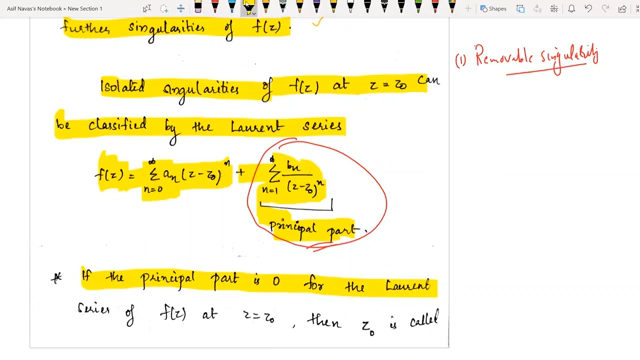 Asif Navas's Notebook » New Section 1
Shapes
further singularities of f(z).
Isolated singularities of f(z) at z = z₀ can
be classified by the Laurent series
f(z) = ∑_{n=0}^{∞} aₙ (z-z₀)ⁿ + ∑_{n=1}^{∞} bₙ/(z-z₀)ⁿ
principal part.
* If the principal part is 0 for the Laurent
series of f(z) at z=z₀, then z₀ is called
(1) Removable singularity